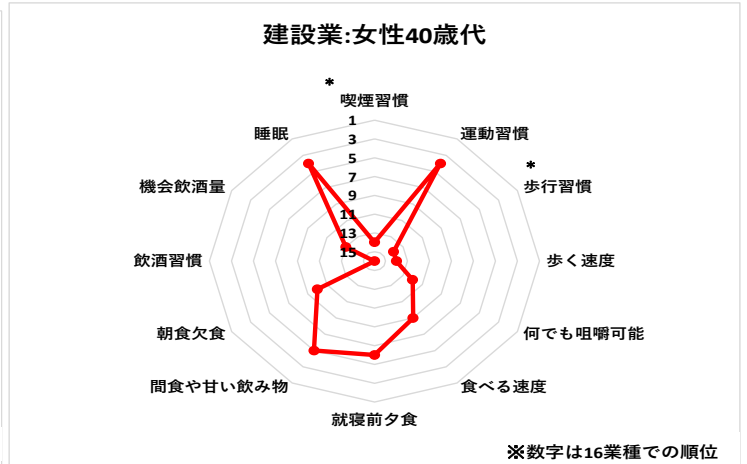 建設業:女性40歳代
*
喫煙習慣
運動習慣
*
歩行習慣
歩く速度
何でも咀嚼可能
食べる速度
就寝前夕食
間食や甘い飲み物
朝食欠食
飲酒習慣
機会飲酒量
睡眠
1
3
5
7
9
11
13
15
※数字は16業種での順位